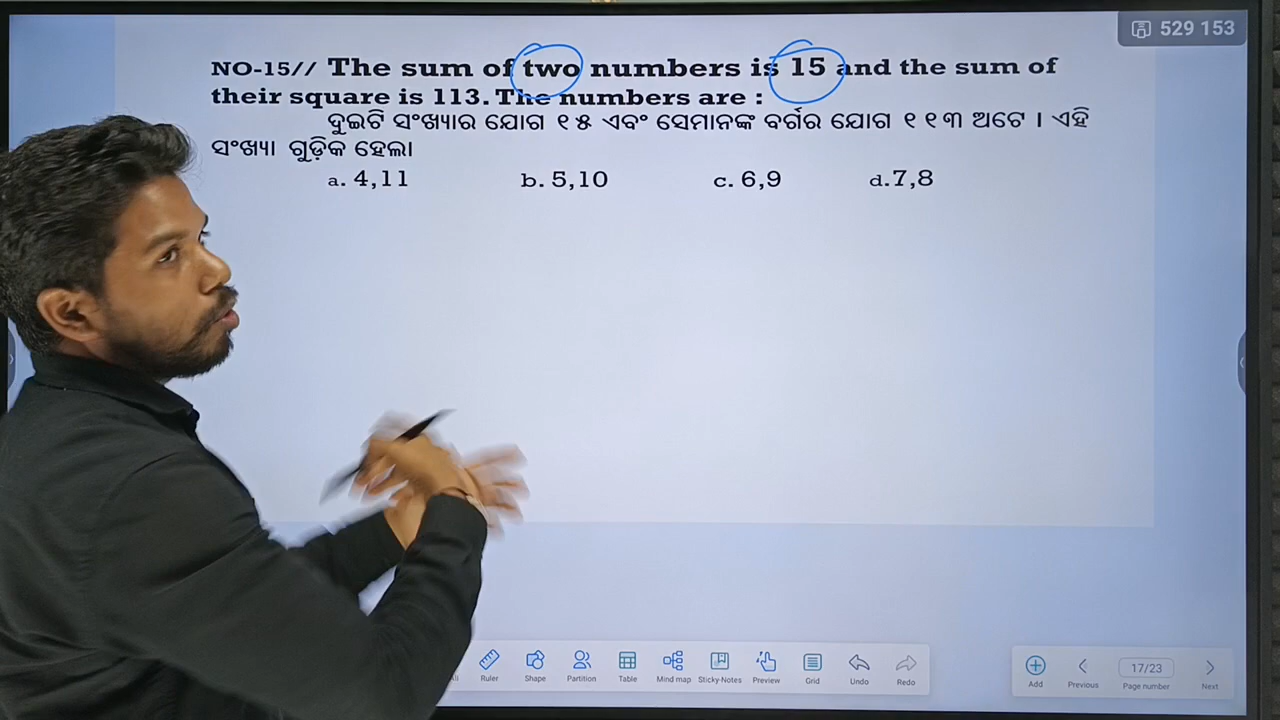 529 153
NO-15// The sum of two numbers is 15 and the sum of
their square is 113. The numbers are :
ଦୁଇଟି ସଂଖ୍ୟାର ଯୋଗ ୧୫ ଏବଂ ସେମାନଙ୍କ ବର୍ଗର ଯୋଗ ୧୧୩ ଅଟେ । ଏହି
ସଂଖ୍ୟା ଗୁଡ଼ିକ ହେଲା
a. 4,11 b. 5,10 c. 6,9 d.7,8
Ruler Shape Partition Table Mind map Sticky-Notes Preview Grid Undo Redo
Add Previous 17/23 Page number Next